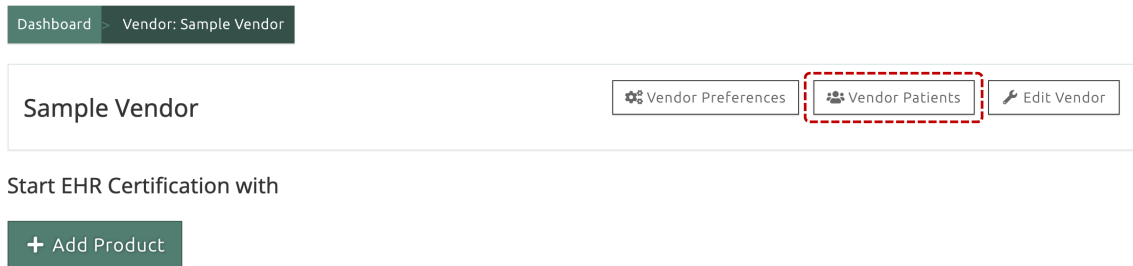 Dashboard > Vendor: Sample Vendor
Sample Vendor
Vendor Preferences Vendor Patients Edit Vendor
Start EHR Certification with
+ Add Product